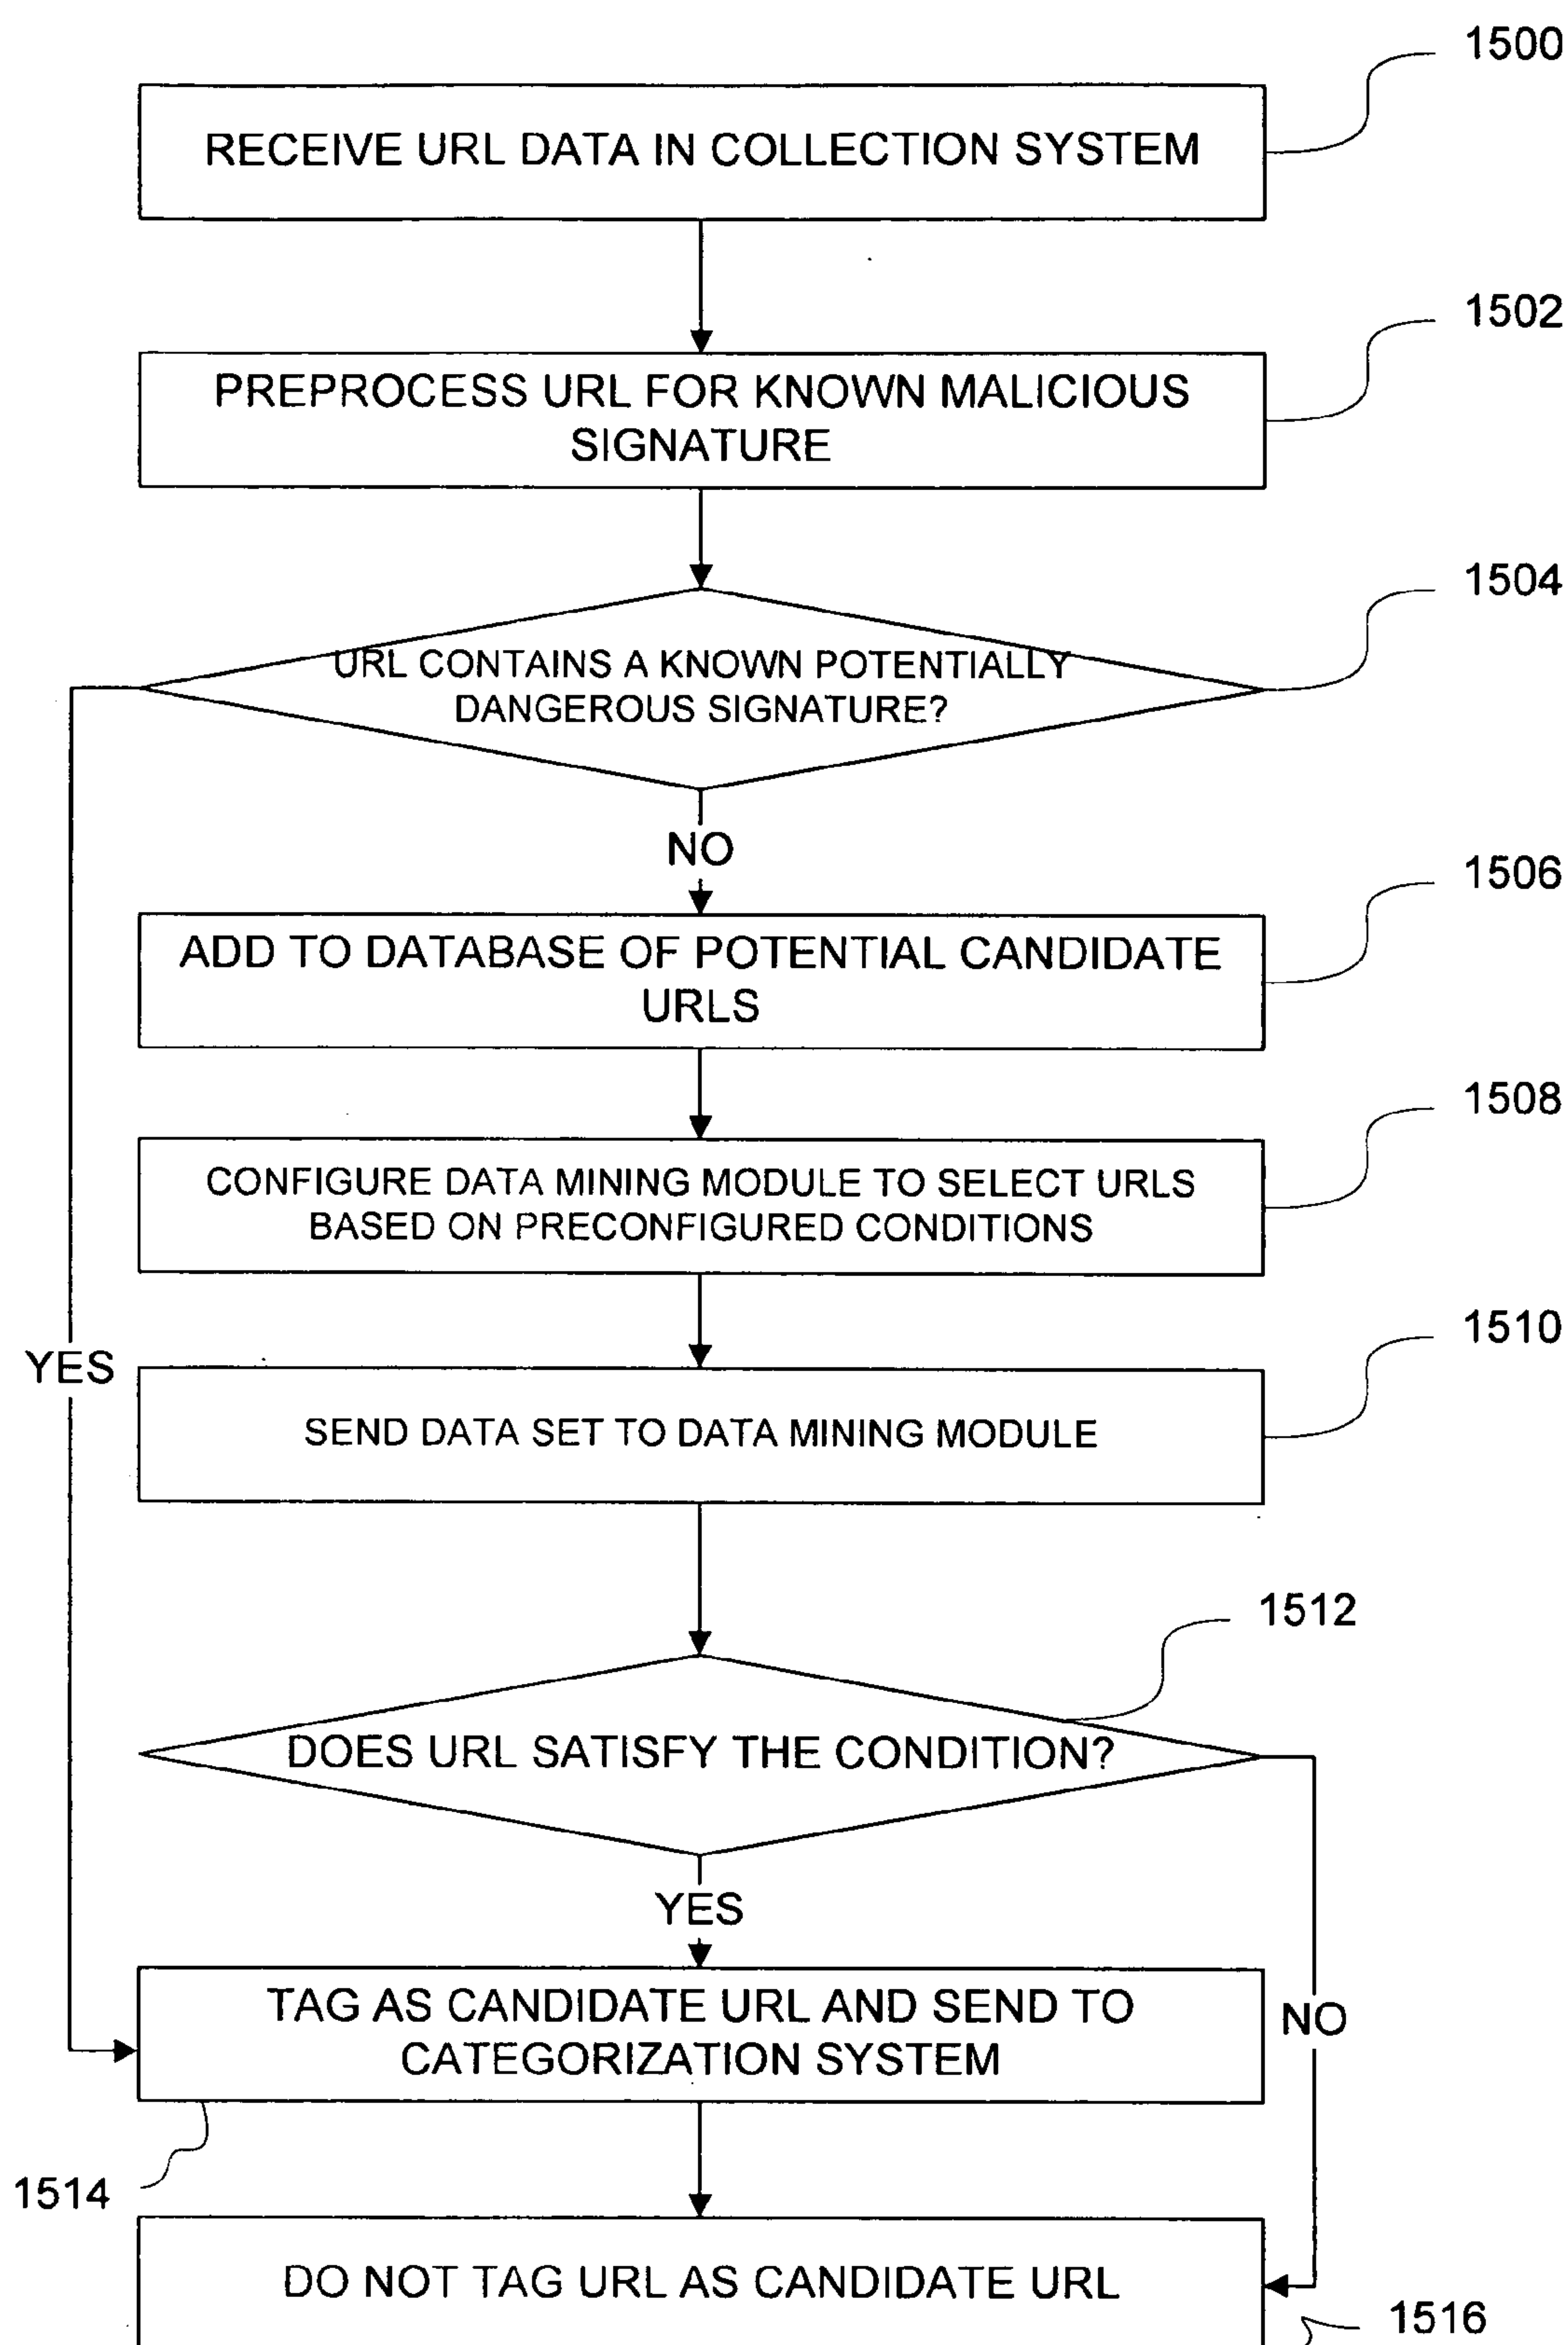 1500
RECEIVE URL DATA IN COLLECTION SYSTEM
1502
PREPROCESS URL FOR KNOWN MALICIOUS
SIGNATURE
1504
URL CONTAINS A KNOWN POTENTIALLY
DANGEROUS SIGNATURE?
NO
1506
ADD TO DATABASE OF POTENTIAL CANDIDATE
URLS
1508
CONFIGURE DATA MINING MODULE TO SELECT URLS
BASED ON PRECONFIGURED CONDITIONS
1510
YES
SEND DATA SET TO DATA MINING MODULE
1512
DOES URL SATISFY THE CONDITION?
YES
TAG AS CANDIDATE URL AND SEND TO
CATEGORIZATION SYSTEM
NO
1514
DO NOT TAG URL AS CANDIDATE URL
1516